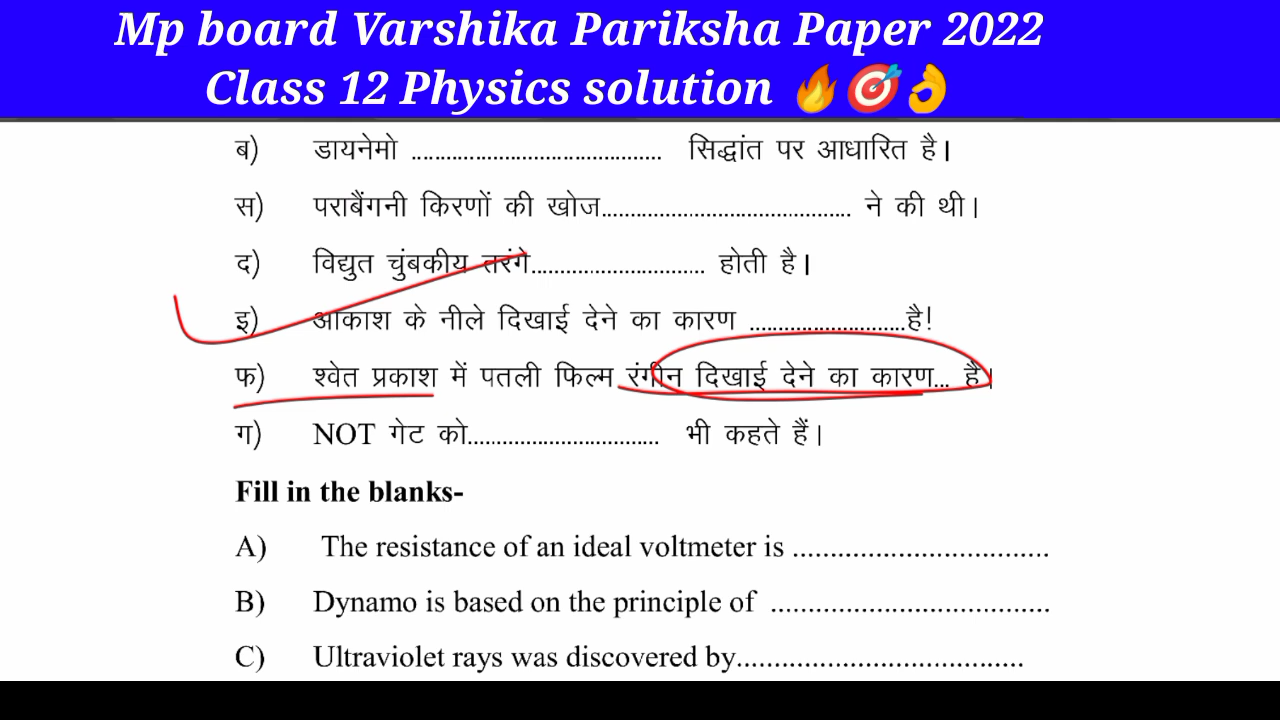 Mp board Varshika Pariksha Paper 2022
Class 12 Physics solution 🔥🎯👌
ब) डायनेमो ............................................ सिद्धांत पर आधारित है।
स) पराबैंगनी किरणों की खोज............................................ ने की थी।
द) विद्युत चुंबकीय तरंगे.............................. होती है।
इ) आकाश के नीले दिखाई देने का कारण ...........................है!
फ) श्वेत प्रकाश में पतली फिल्म रंगीन दिखाई देने का कारण... है।
ग) NOT गेट को.................................. भी कहते हैं।
Fill in the blanks-
A) The resistance of an ideal voltmeter is ..................................
B) Dynamo is based on the principle of .....................................
C) Ultraviolet rays was discovered by......................................